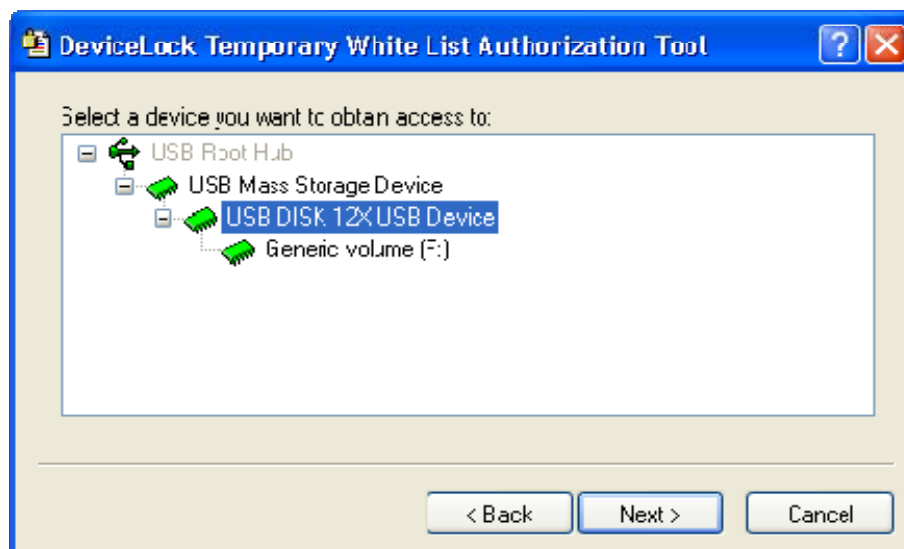 DeviceLock Temporary White List Authorization Tool
Select a device you want to obtain access to:
USB Root Hub
USB Mass Storage Device
USB DISK 12X USB Device
Generic volume (F:)
< Back Next > Cancel